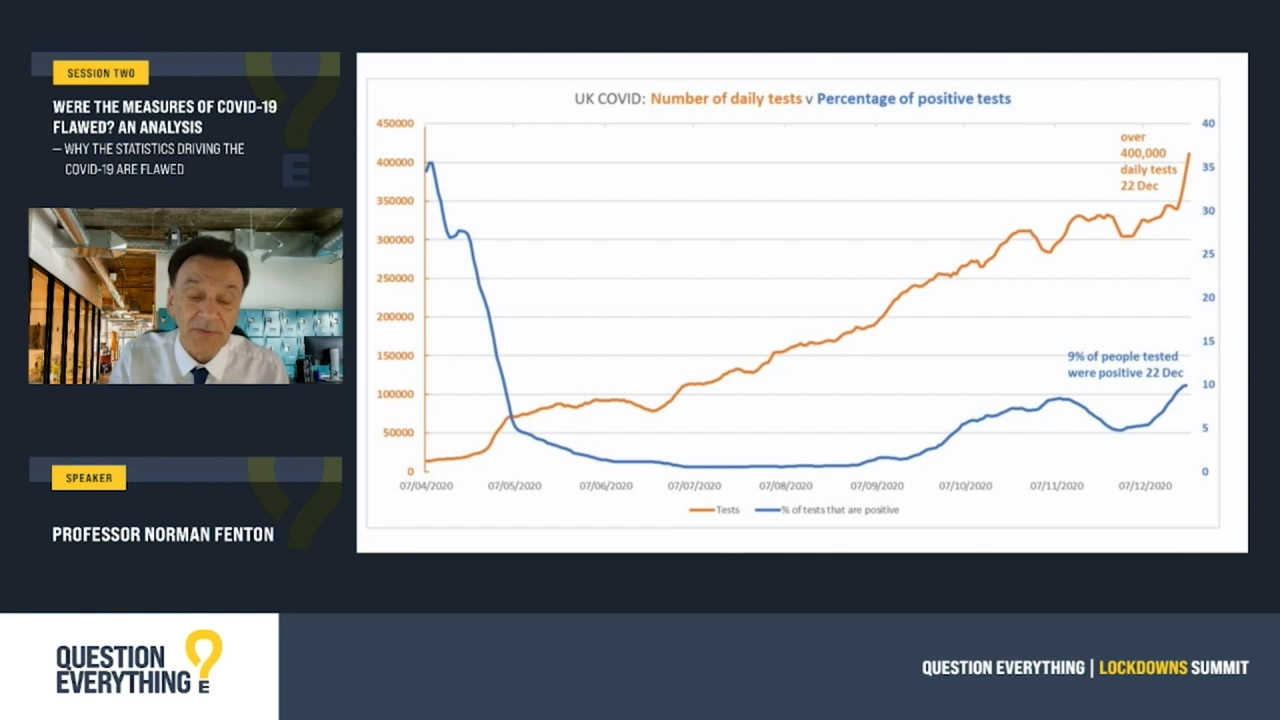 SESSION TWO
WERE THE MEASURES OF COVID-19
FLAWED? AN ANALYSIS
– WHY THE STATISTICS DRIVING THE
COVID-19 ARE FLAWED
SPEAKER
PROFESSOR NORMAN FENTON
UK COVID: Number of daily tests v Percentage of positive tests
450000
400000
350000
300000
250000
200000
150000
100000
50000
0
40
35
30
25
20
15
10
5
0
over
400,000
daily tests
22 Dec
9% of people tested
were positive 22 Dec
07/04/2020 07/05/2020 07/06/2020 07/07/2020 07/08/2020 07/09/2020 07/10/2020 07/11/2020 07/12/2020
Tests % of tests that are positive
QUESTION
EVERYTHING
E
QUESTION EVERYTHING | LOCKDOWNS SUMMIT